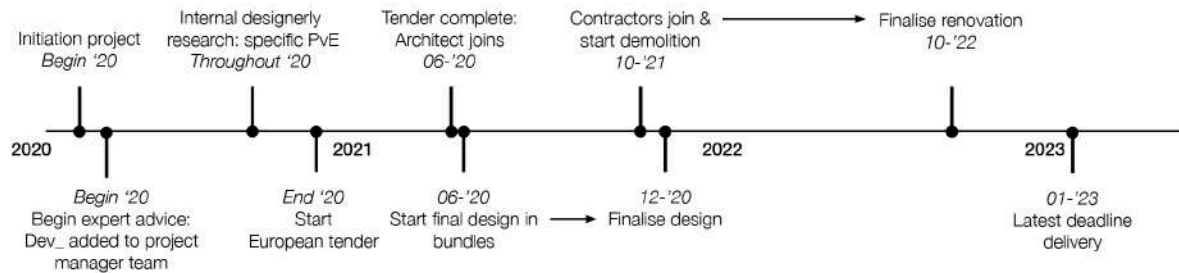 Initiation project
Begin ‘20
Internal designerly
research: specific PvE
Throughout ‘20
Tender complete:
Architect joins
06-‘20
Contractors join &
start demolition
10-‘21
Finalise renovation
10-‘22
2020
2021
2022
2023
Begin ‘20
Begin expert advice:
Dev_ added to project
manager team
End ‘20
Start
European tender
06-‘20
Start final design in
bundles
12-‘20
Finalise design
01-‘23
Latest deadline
delivery